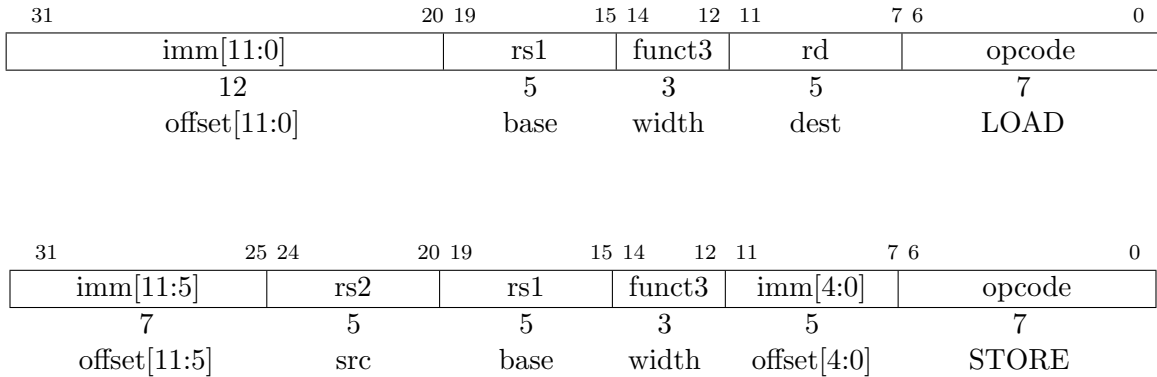 31 20 19 15 14 12 11 7 6 0
imm[11:0] rs1 funct3 rd opcode
12 5 3 5 7
offset[11:0] base width dest LOAD
31 25 24 20 19 15 14 12 11 7 6 0
imm[11:5] rs2 rs1 funct3 imm[4:0] opcode
7 5 5 3 5 7
offset[11:5] src base width offset[4:0] STORE